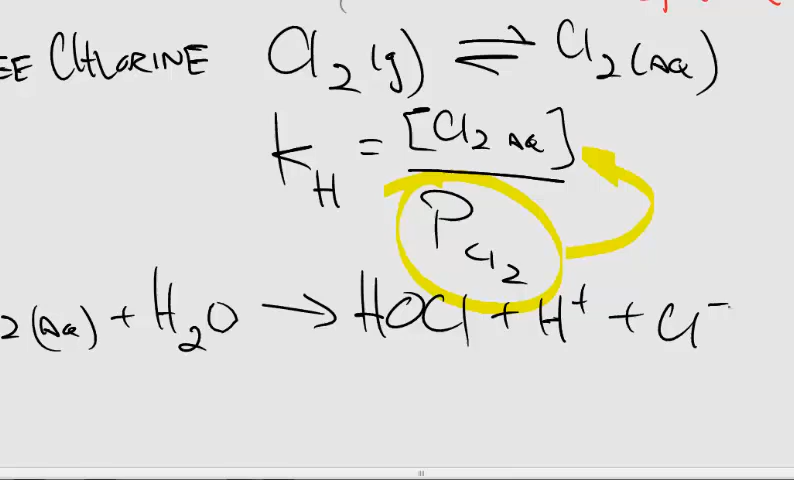 EE CHLORINE Cl2(g) ⇌ Cl2(AQ)
KH = [Cl2 AQ]
PCl2
2(AQ) + H2O → HOCl + H+ + Cl-